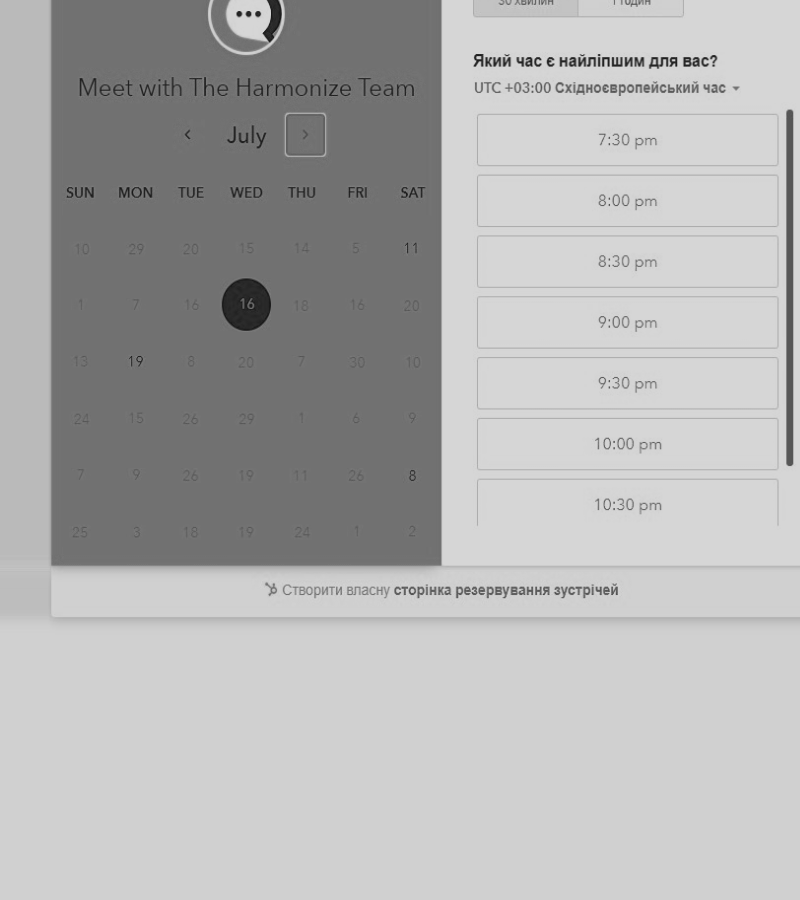 30 хвилин 1 годин
Meet with The Harmonize Team
July
SUN MON TUE WED THU FRI SAT
10 29 20 15 14 5 11
1 7 16 16 18 16 20
13 19 8 20 7 30 10
24 15 26 29 1 6 9
7 9 26 19 11 26 8
25 3 18 19 24 1 2
Який час є найліпшим для вас?
UTC +03:00 Східноєвропейський час
7:30 pm
8:00 pm
8:30 pm
9:00 pm
9:30 pm
10:00 pm
10:30 pm
Створити власну сторінка резервування зустрічей